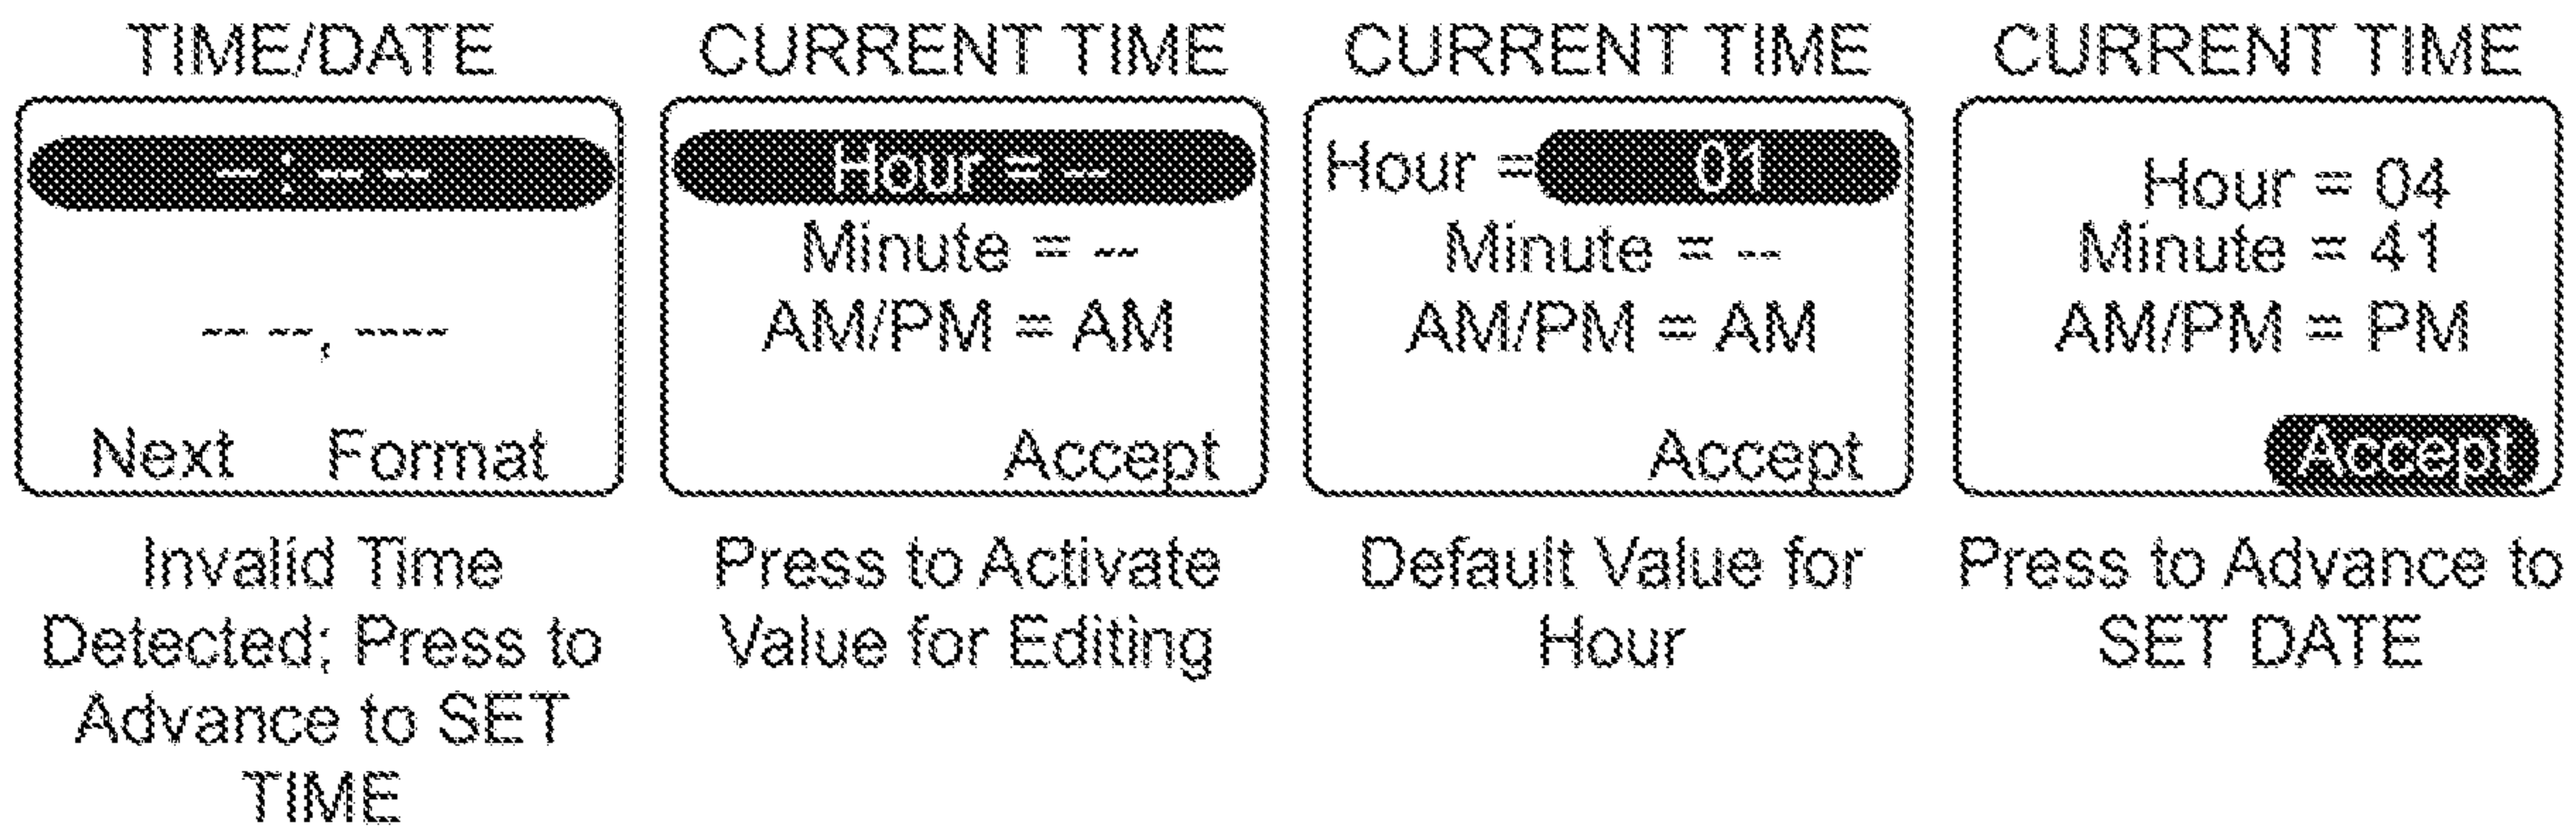 TIME/DATE
-- : -- --
-- --, ----
Next Format
Invalid Time
Detected; Press to
Advance to SET
TIME
CURRENT TIME
Hour = --
Minute = --
AM/PM = AM
Accept
Press to Activate
Value for Editing
CURRENT TIME
Hour = 01
Minute = --
AM/PM = AM
Accept
Default Value for
Hour
CURRENT TIME
Hour = 04
Minute = 41
AM/PM = PM
Accept
Press to Advance to
SET DATE